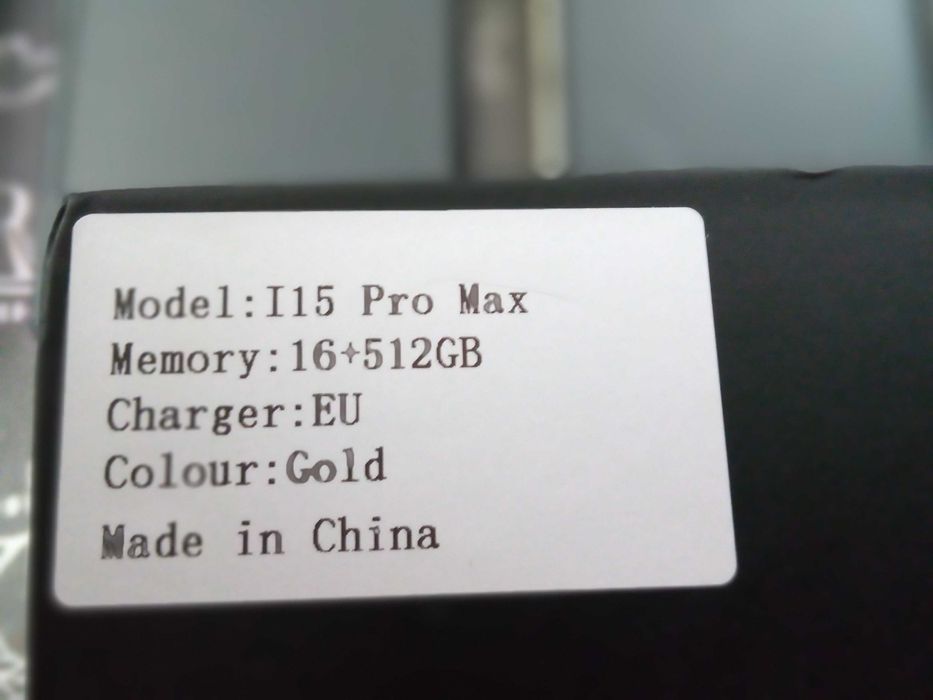 Model:I15 Pro Max
Memory:16+512GB
Charger:EU
Colour:Gold
Made in China